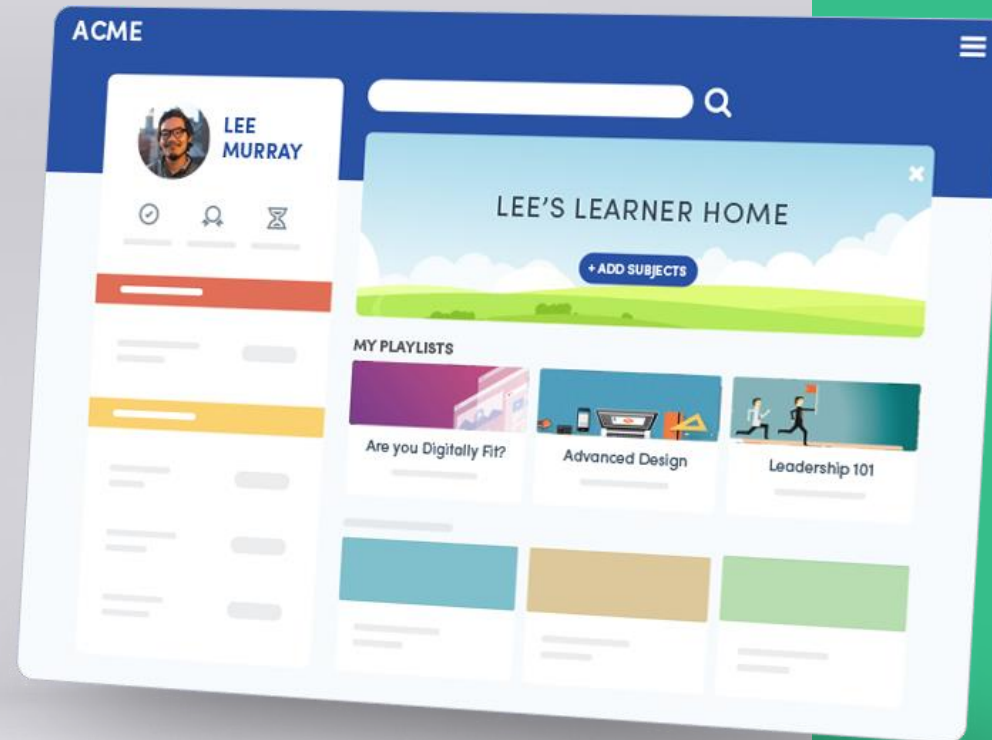 ACME
LEE
MURRAY
LEE'S LEARNER HOME
+ ADD SUBJECTS
MY PLAYLISTS
Are you Digitally Fit?
Advanced Design
Leadership 101